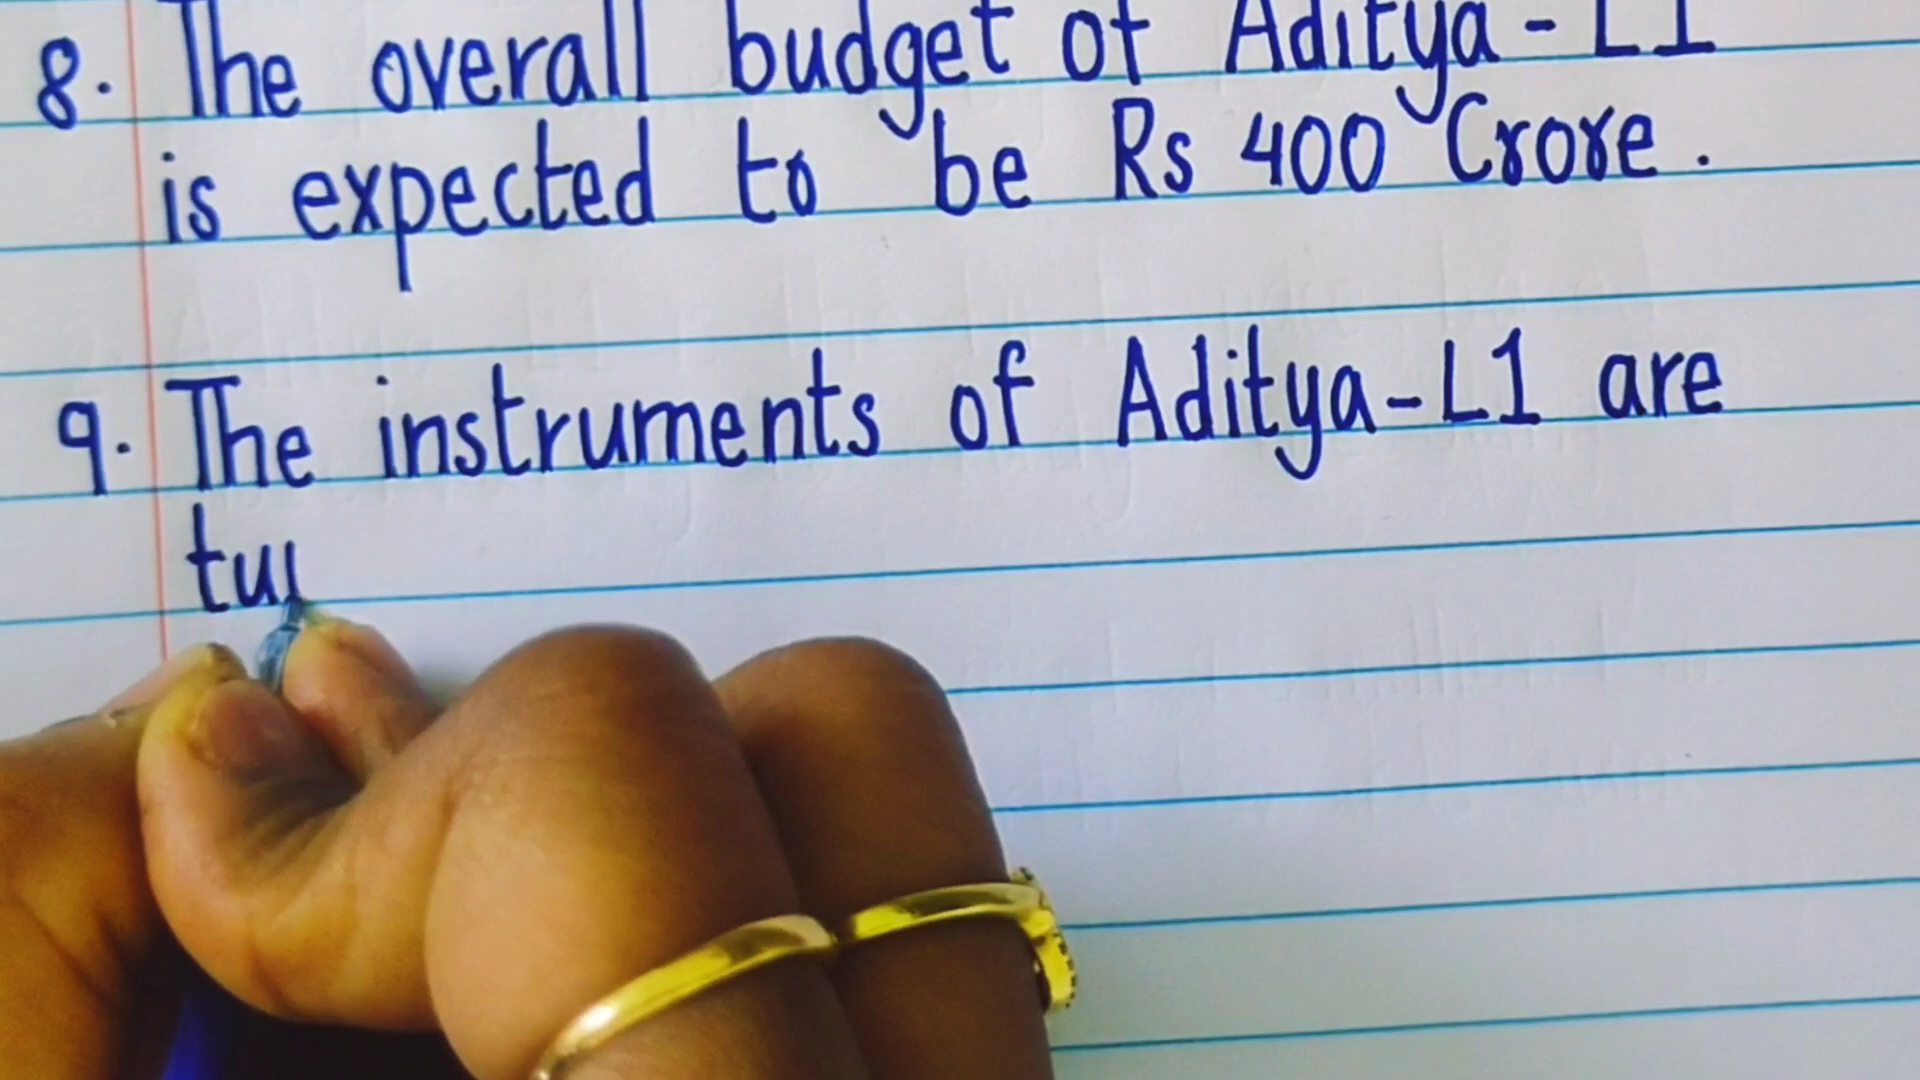 8. The overall budget of Aditya-L1
is expected to be Rs 400 Crore.
9. The instruments of Aditya-L1 are